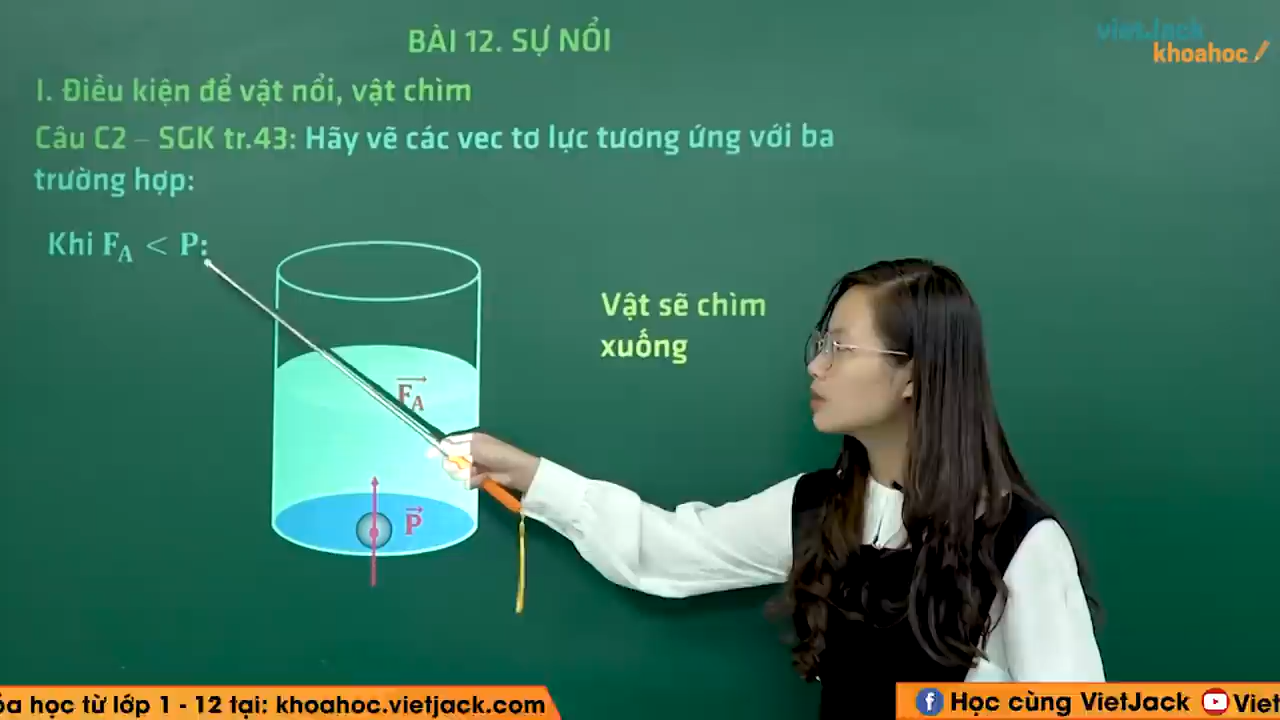 BÀI 12. SỰ NỔI
vietJack
khoahoc
I. Điều kiện để vật nổi, vật chìm
Câu C2 – SGK tr.43: Hãy vẽ các vec tơ lực tương ứng với ba
trường hợp:
Khi F_A < P:
Vật sẽ chìm
xuống
F_A
P
óa học từ lớp 1 - 12 tại: khoahoc.vietjack.com
Học cùng VietJack
Viet